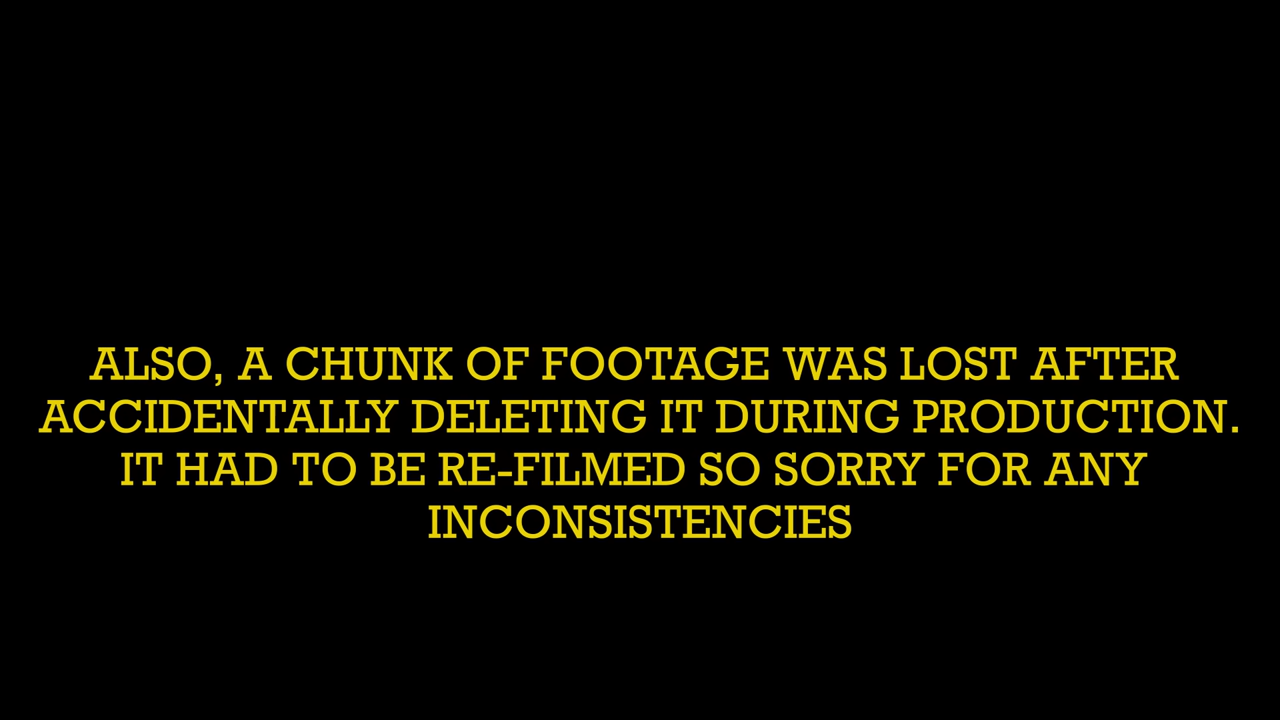 ALSO, A CHUNK OF FOOTAGE WAS LOST AFTER
ACCIDENTALLY DELETING IT DURING PRODUCTION.
IT HAD TO BE RE-FILMED SO SORRY FOR ANY
INCONSISTENCIES